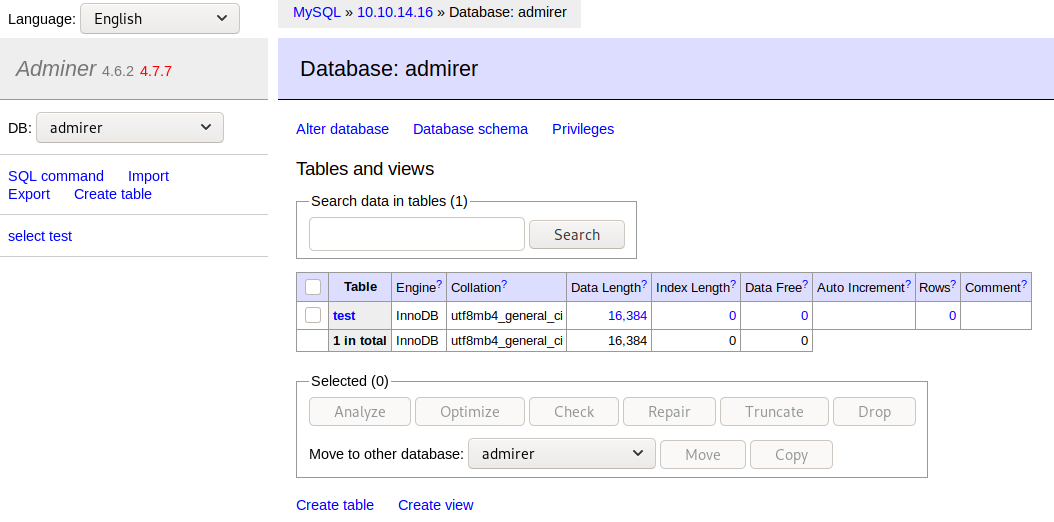 Language: English
MySQL » 10.10.14.16 » Database: admirer
Adminer 4.6.2 4.7.7
Database: admirer
DB: admirer
SQL command Import
Export Create table
select test
Alter database Database schema Privileges
Tables and views
Search data in tables (1)
Search
Table Engine? Collation? Data Length? Index Length? Data Free? Auto Increment? Rows? Comment?
test InnoDB utf8mb4_general_ci 16,384 0 0 0
1 in total InnoDB utf8mb4_general_ci 16,384 0 0
Selected (0)
Analyze Optimize Check Repair Truncate Drop
Move to other database: admirer Move Copy
Create table Create view